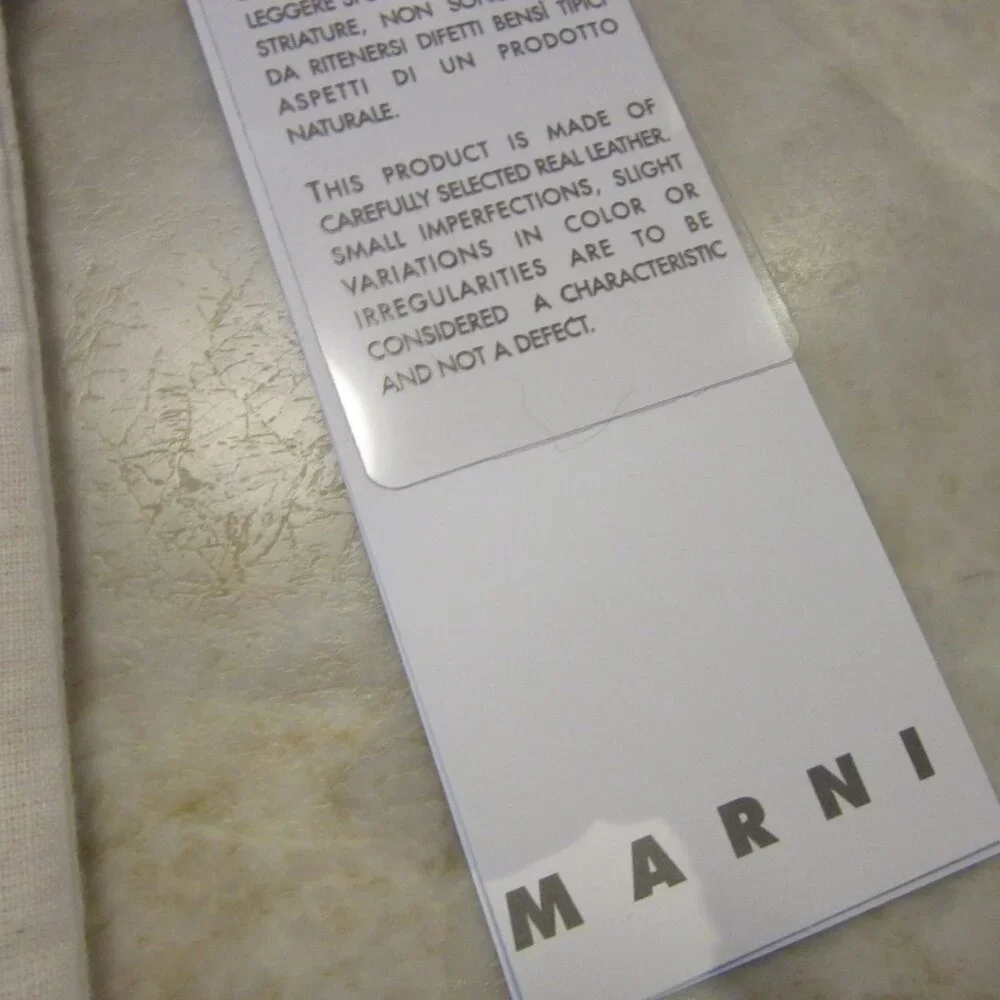 LEGGERE
STRIATURE, NON
DA RITENERSI DIFETTI BENSÌ TIPICI
ASPETTI DI UN PRODOTTO
NATURALE.
THIS PRODUCT IS MADE OF
CAREFULLY SELECTED REAL LEATHER.
SMALL IMPERFECTIONS, SLIGHT
VARIATIONS IN COLOR OR
IRREGULARITIES ARE TO BE
CONSIDERED A CHARACTERISTIC
AND NOT A DEFECT.
MARNI